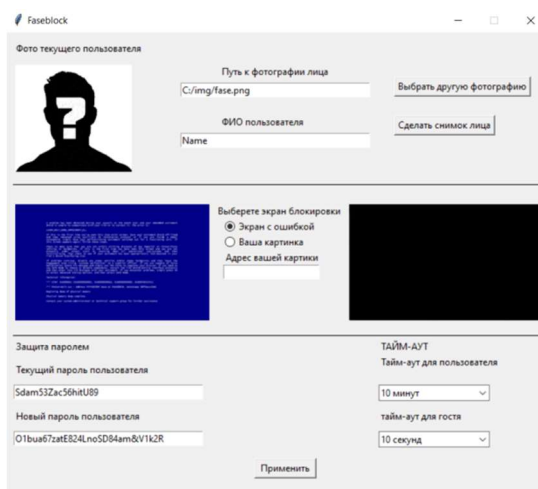 Faseblock
Фото текущего пользователя
Путь к фотографии лица
C:/img/fase.png
Выбрать другую фотографию
ФИО пользователя
Name
Сделать снимок лица
Выберете экран блокировки
Экран с ошибкой
Ваша картинка
Адрес вашей картики
Защита паролем
ТАЙМ-АУТ
Тайм-аут для пользователя
Текущий пароль пользователя
Sdam53Zac56hitU89
10 минут
Новый пароль пользователя
тайм-аут для гостя
O1bua67zatE824LnoSD84am&V1k2R
10 секунд
Применить